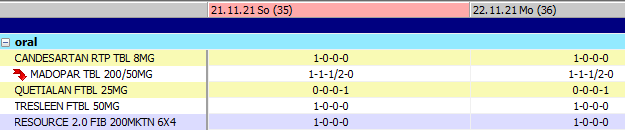 21.11.21 So (35) 22.11.21 Mo (36)
oral
CANDESARTAN RTP TBL 8MG 1-0-0-0 1-0-0-0
MADOPAR TBL 200/50MG 1-1-1/2-0 1-1-1/2-0
QUETIALAN FTBL 25MG 0-0-0-1 0-0-0-1
TRESLEEN FTBL 50MG 1-0-0-0 1-0-0-0
RESOURCE 2.0 FIB 200MKTN 6X4 1-0-0-0 1-0-0-0